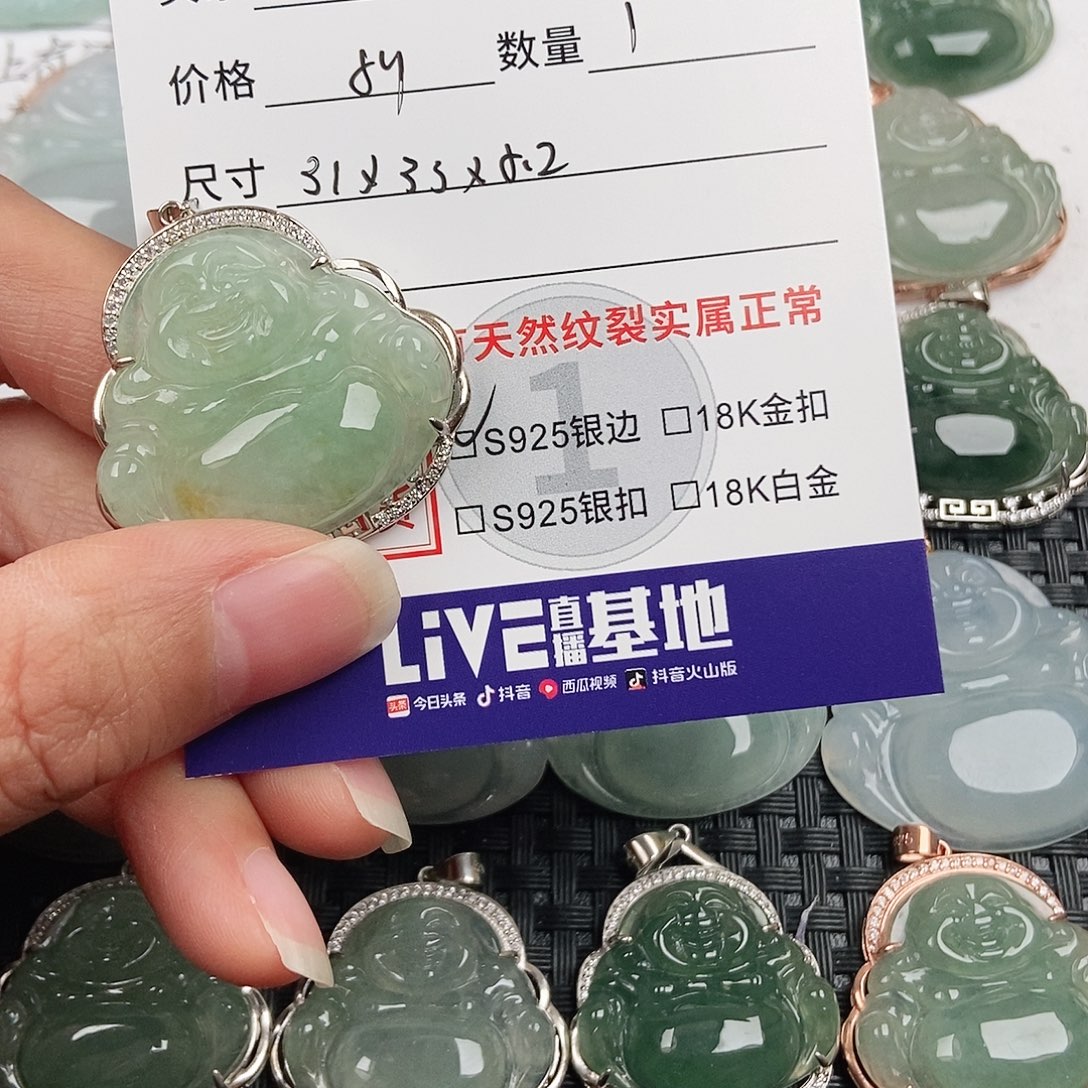 价格 84 数量 1
尺寸 31x35x8.2
天然纹裂实属正常
☑S925银边 □18K金扣
□S925银扣 □18K白金
1
LiVE直播基地
头条 今日头条 抖音 西瓜视频 抖音火山版